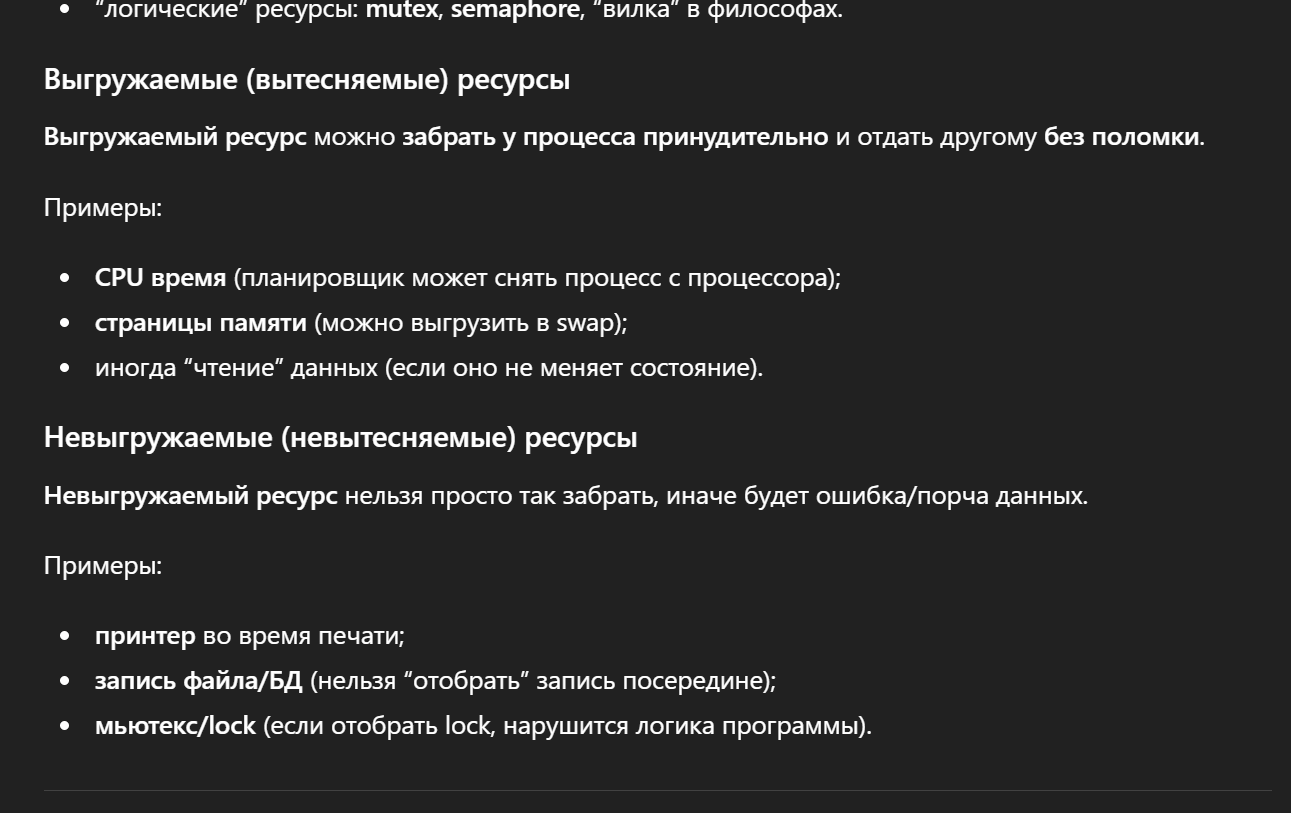 • “логические” ресурсы: mutex, semaphore, “вилка” в философах.
Выгружаемые (вытесняемые) ресурсы
Выгружаемый ресурс можно забрать у процесса принудительно и отдать другому без поломки.
Примеры:
• CPU время (планировщик может снять процесс с процессора);
• страницы памяти (можно выгрузить в swap);
• иногда “чтение” данных (если оно не меняет состояние).
Невыгружаемые (невытесняемые) ресурсы
Невыгружаемый ресурс нельзя просто так забрать, иначе будет ошибка/порча данных.
Примеры:
• принтер во время печати;
• запись файла/БД (нельзя “отобрать” запись посередине);
• мьютекс/lock (если отобрать lock, нарушится логика программы).